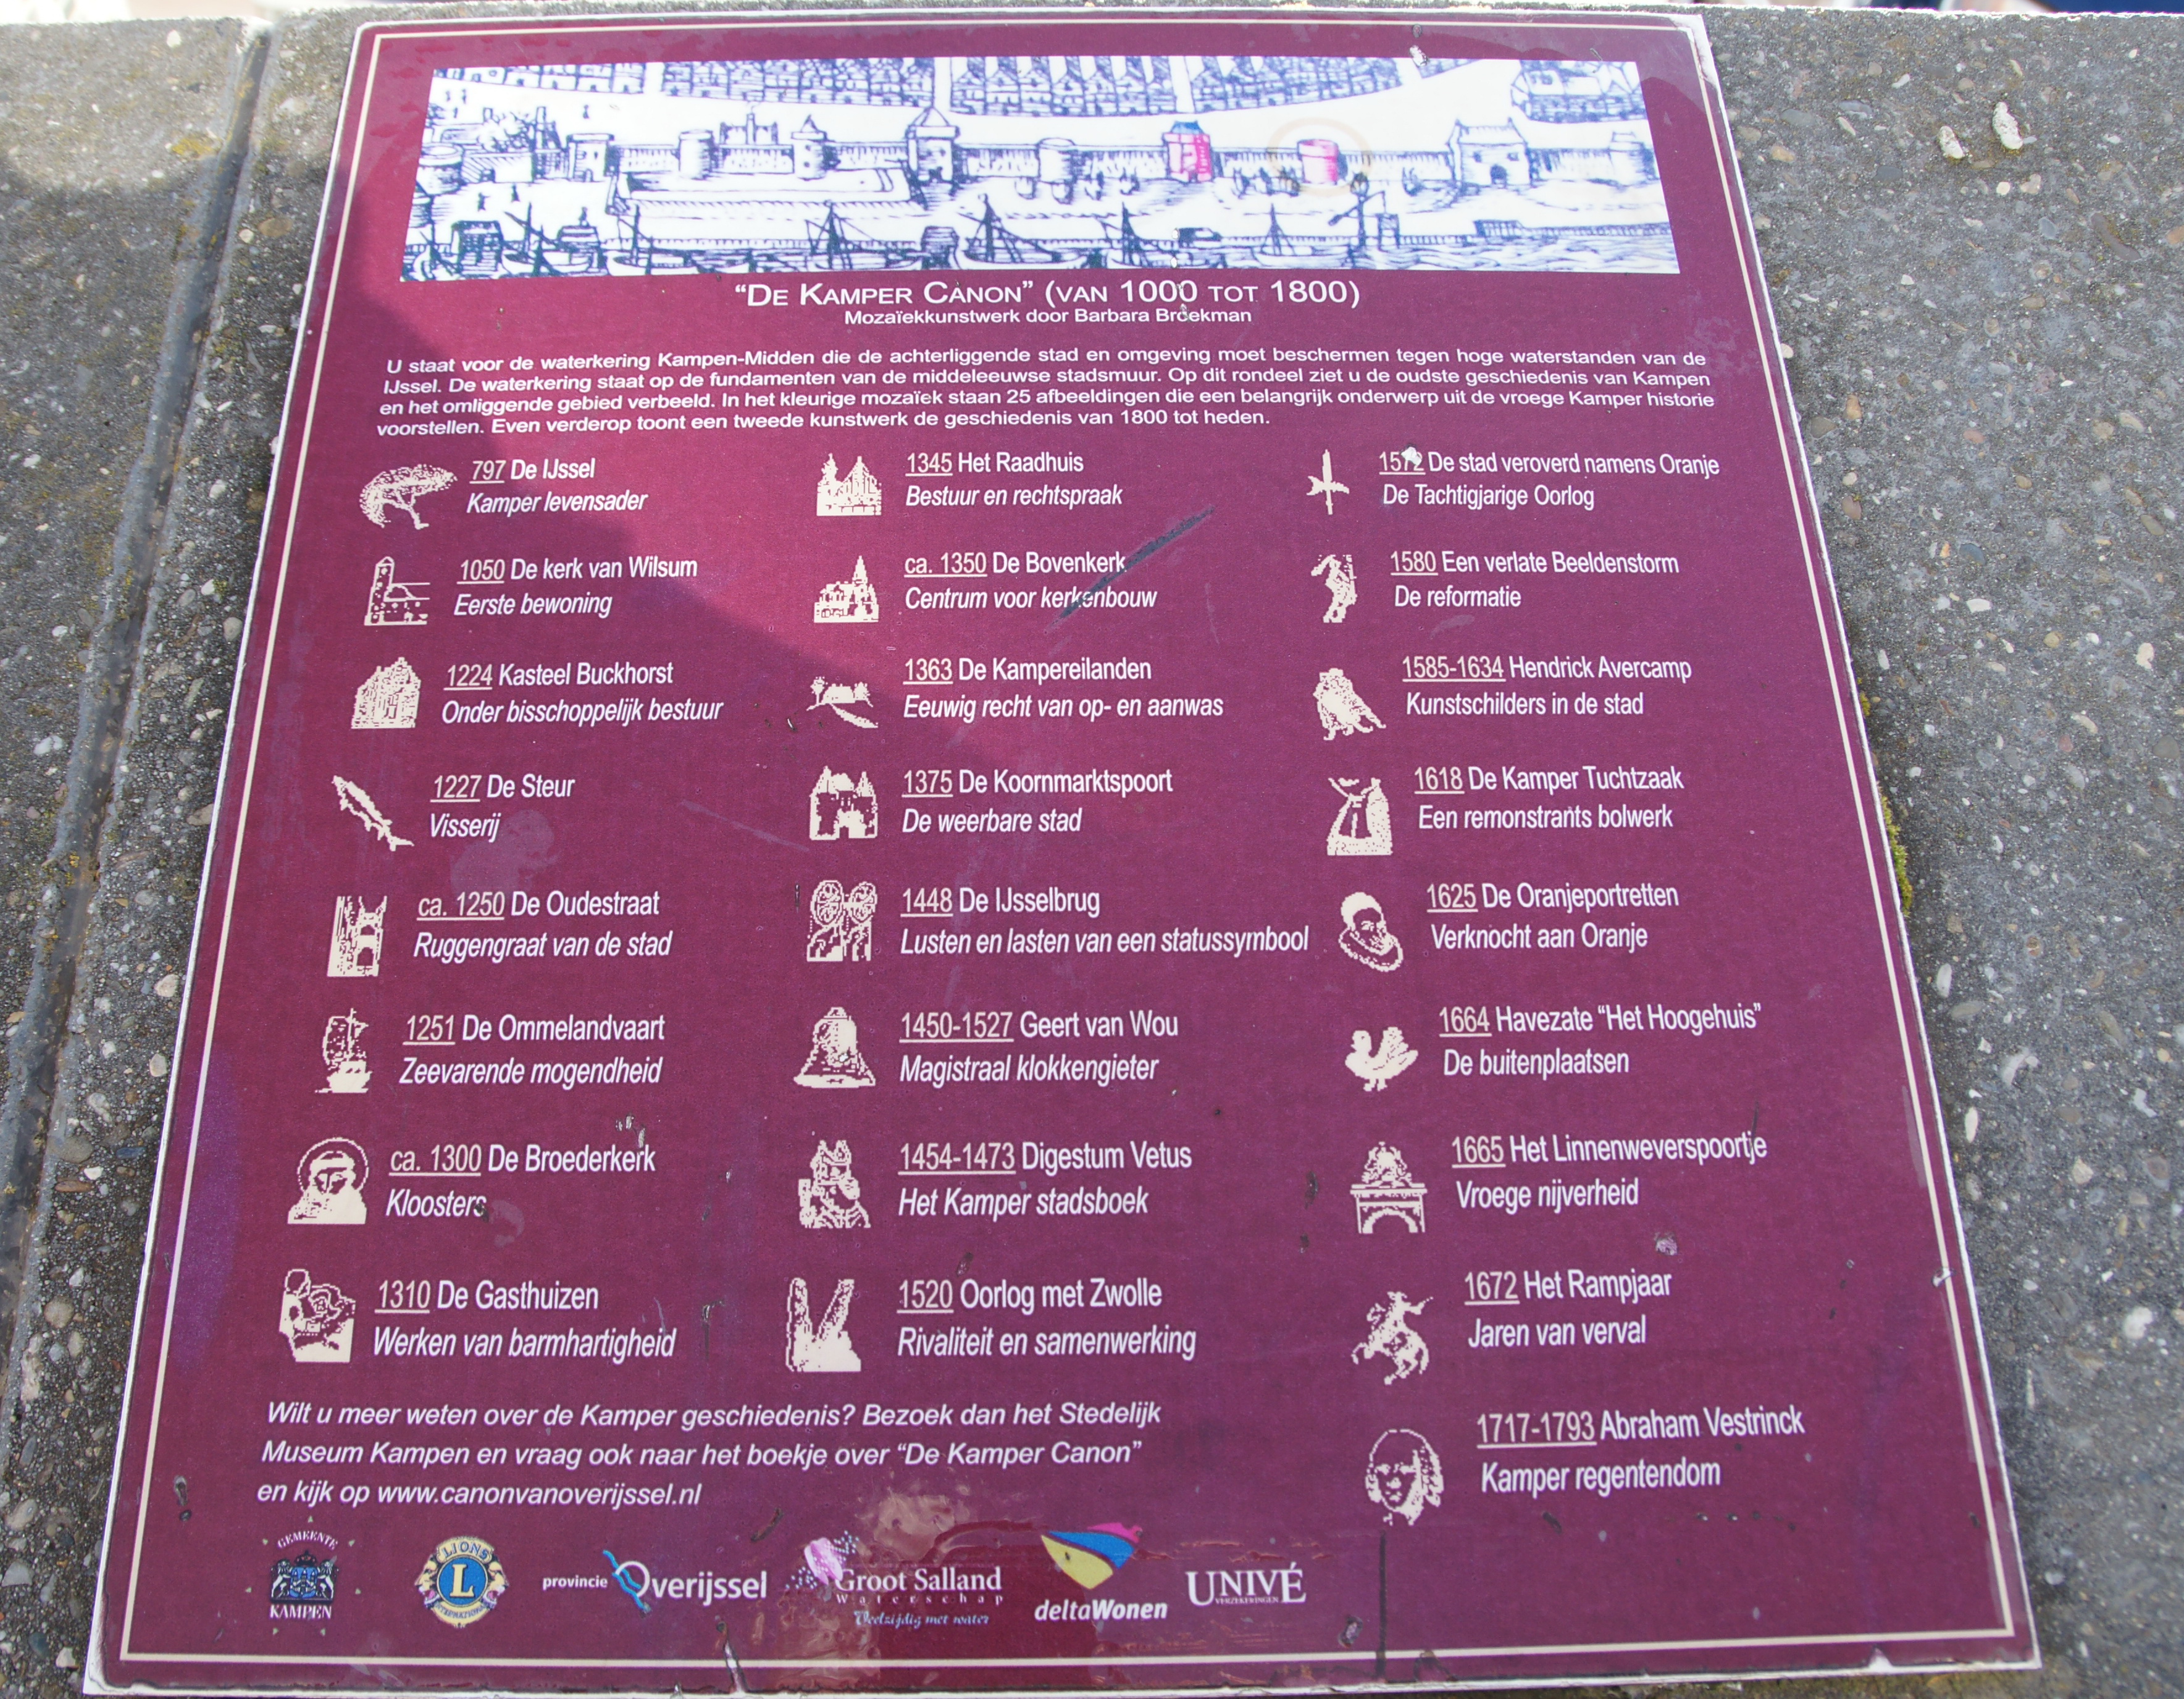 “DE KAMPER CANON” (VAN 1000 TOT 1800)
Mozaïekkunstwerk door Barbara Broekman
U staat voor de waterkering Kampen-Midden die de achterliggende stad en omgeving moet beschermen tegen hoge waterstanden van de
IJssel. De waterkering staat op de fundamenten van de middeleeuwse stadsmuur. Op dit rondeel ziet u de oudste geschiedenis van Kampen
en het omliggende gebied verbeeld. In het kleurige mozaïek staan 25 afbeeldingen die een belangrijk onderwerp uit de vroege Kamper historie
voorstellen. Even verderop toont een tweede kunstwerk de geschiedenis van 1800 tot heden.
797 De IJssel
Kamper levensader
1050 De kerk van Wilsum
Eerste bewoning
1224 Kasteel Buckhorst
Onder bisschoppelijk bestuur
1227 De Steur
Visserij
ca. 1250 De Oudestraat
Ruggengraat van de stad
1251 De Ommelandvaart
Zeevarende mogendheid
ca. 1300 De Broederkerk
Kloosters
1310 De Gasthuizen
Werken van barmhartigheid
1345 Het Raadhuis
Bestuur en rechtspraak
ca. 1350 De Bovenkerk
Centrum voor kerkenbouw
1363 De Kampereilanden
Eeuwig recht van op- en aanwas
1375 De Koornmarktspoort
De weerbare stad
1448 De IJsselbrug
Lusten en lasten van een statussymbool
1450-1527 Geert van Wou
Magistraal klokkengieter
1454-1473 Digestum Vetus
Het Kamper stadsboek
1520 Oorlog met Zwolle
Rivaliteit en samenwerking
1572 De stad veroverd namens Oranje
De Tachtigjarige Oorlog
1580 Een verlate Beeldenstorm
De reformatie
1585-1634 Hendrick Avercamp
Kunstschilders in de stad
1618 De Kamper Tuchtzaak
Een remonstrants bolwerk
1625 De Oranjeportretten
Verknocht aan Oranje
1664 Havezate “Het Hoogehuis”
De buitenplaatsen
1665 Het Linnenweverspoortje
Vroege nijverheid
1672 Het Rampjaar
Jaren van verval
1717-1793 Abraham Vestrinck
Kamper regentendom
Wilt u meer weten over de Kamper geschiedenis? Bezoek dan het Stedelijk
Museum Kampen en vraag ook naar het boekje over “De Kamper Canon”
en kijk op www.canonvanoverijssel.nl
GEMEENTE
KAMPEN
LIONS
L
INTERNATIONAL
provincie Overijssel
Groot Salland
Waterschap
Veelzijdig met water
deltaWonen
UNIVÉ
VERZEKERINGEN